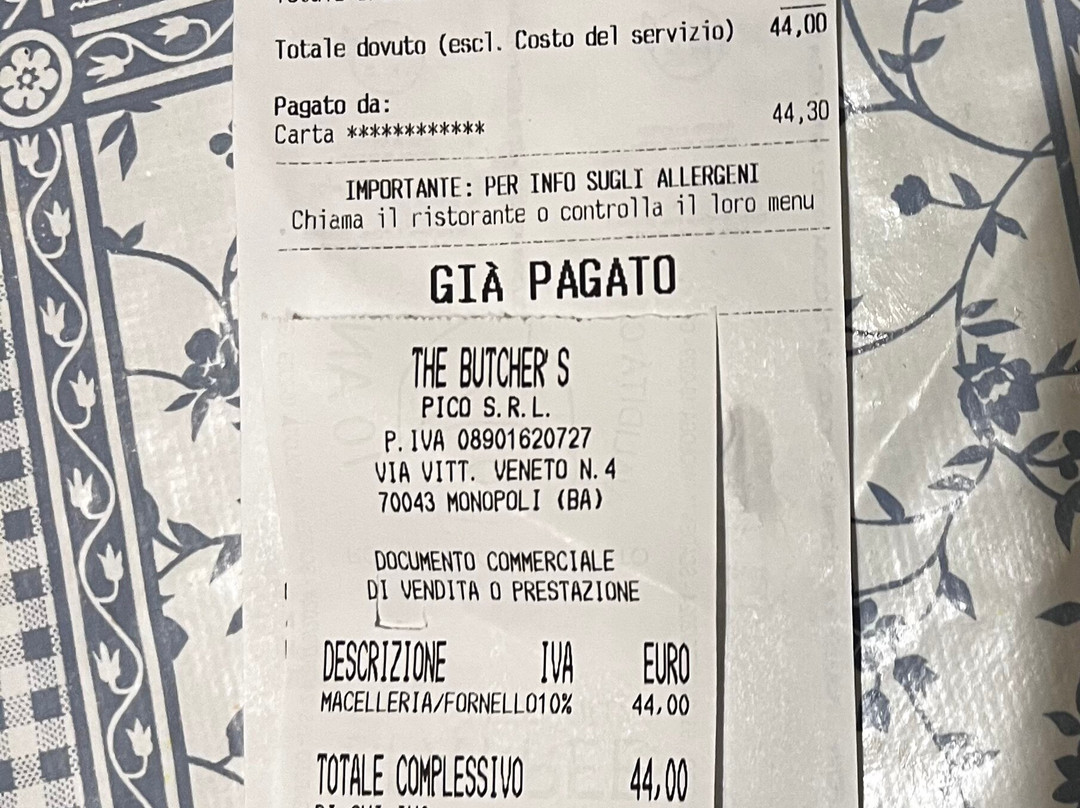 Totale dovuto (escl. Costo del servizio) 44,00
Pagato da:
Carta ************ 44,30
IMPORTANTE: PER INFO SUGLI ALLERGENI
Chiama il ristorante o controlla il loro menu
GIÀ PAGATO
THE BUTCHER'S
PICO S.R.L.
P.IVA 08901620727
VIA VITT. VENETO N.4
70043 MONOPOLI (BA)
DOCUMENTO COMMERCIALE
DI VENDITA O PRESTAZIONE
DESCRIZIONE IVA EURO
MACELLERIA/FORNELLO10% 44,00
TOTALE COMPLESSIVO 44,00